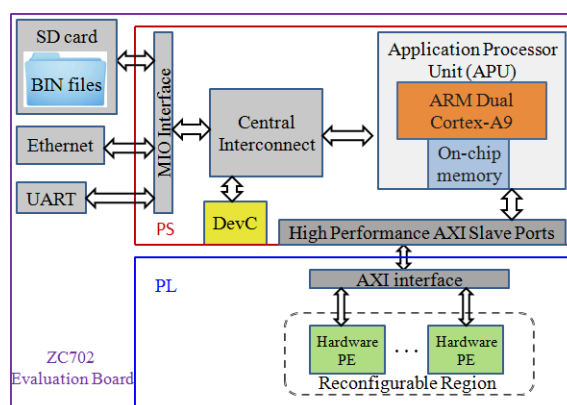 SD card
BIN files
Ethernet
UART
MIO Interface
Central
Interconnect
DevC
PS
Application Processor
Unit (APU)
ARM Dual
Cortex-A9
On-chip
memory
High Performance AXI Slave Ports
PL
AXI interface
Hardware
PE
...
Hardware
PE
Reconfigurable Region
ZC702
Evaluation Board